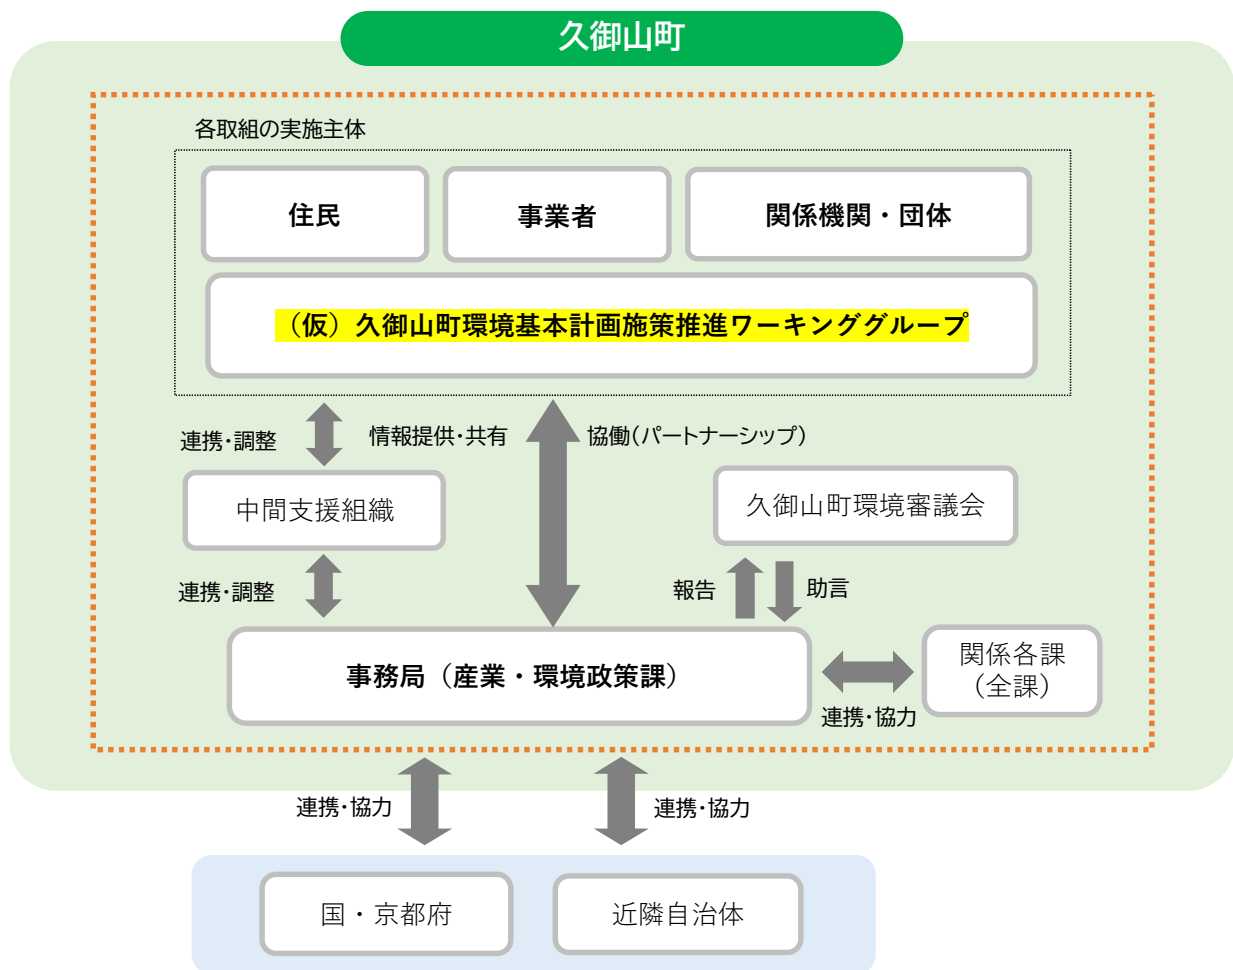 久御山町
各取組の実施主体
住民
事業者
関係機関・団体
（仮）久御山町環境基本計画施策推進ワーキンググループ
連携・調整
情報提供・共有
協働(パートナーシップ)
中間支援組織
久御山町環境審議会
連携・調整
報告
助言
事務局（産業・環境政策課）
関係各課
（全課）
連携・協力
連携・協力
連携・協力
国・京都府
近隣自治体